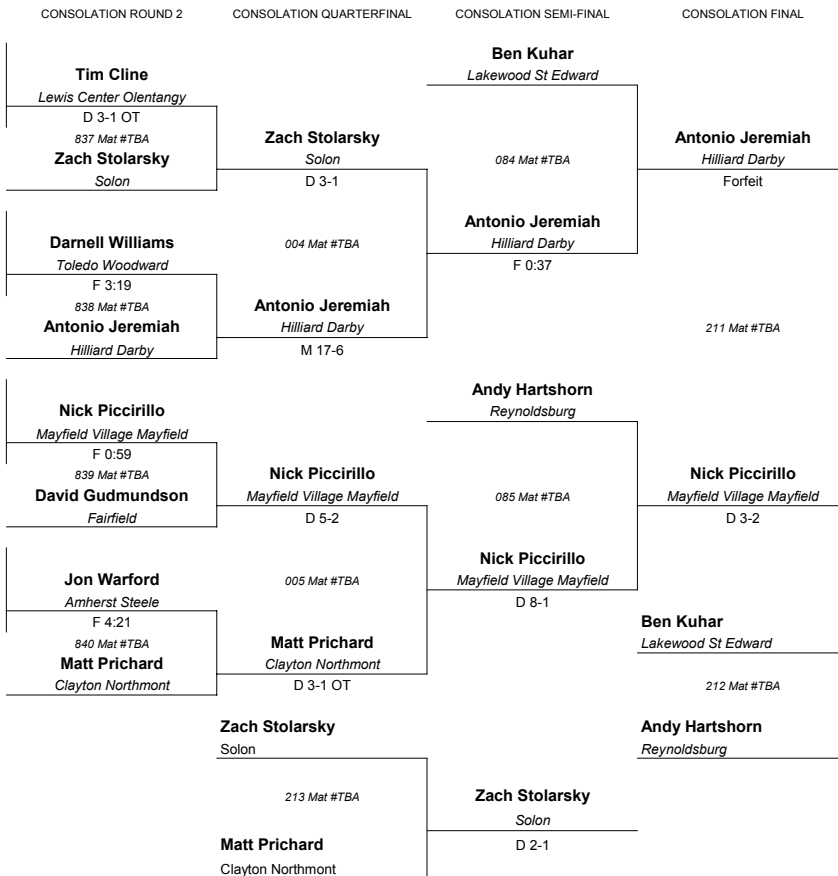 CONSOLATION ROUND 2 CONSOLATION QUARTERFINAL CONSOLATION SEMI-FINAL CONSOLATION FINAL
Ben Kuhar
Tim Cline Lakewood St Edward
Lewis Center Olentangy
D 3-1 OT
837 Mat #TBA Zach Stolarsky Antonio Jeremiah
Zach Stolarsky Solon 084 Mat #TBA Hilliard Darby
Solon D 3-1 Forfeit
Antonio Jeremiah
Darnell Williams 004 Mat #TBA Hilliard Darby
Toledo Woodward F 0:37
F 3:19
838 Mat #TBA Antonio Jeremiah
Antonio Jeremiah Hilliard Darby 211 Mat #TBA
Hilliard Darby M 17-6
Andy Hartshorn
Nick Piccirillo Reynoldsburg
Mayfield Village Mayfield
F 0:59
839 Mat #TBA Nick Piccirillo Nick Piccirillo
David Gudmundson Mayfield Village Mayfield 085 Mat #TBA Mayfield Village Mayfield
Fairfield D 5-2 D 3-2
Nick Piccirillo
Jon Warford 005 Mat #TBA Mayfield Village Mayfield
Amherst Steele D 8-1
F 4:21 Ben Kuhar
840 Mat #TBA Matt Prichard Lakewood St Edward
Matt Prichard Clayton Northmont
Clayton Northmont D 3-1 OT 212 Mat #TBA
Zach Stolarsky Andy Hartshorn
Solon Reynoldsburg
213 Mat #TBA Zach Stolarsky
Solon
Matt Prichard D 2-1
Clayton Northmont